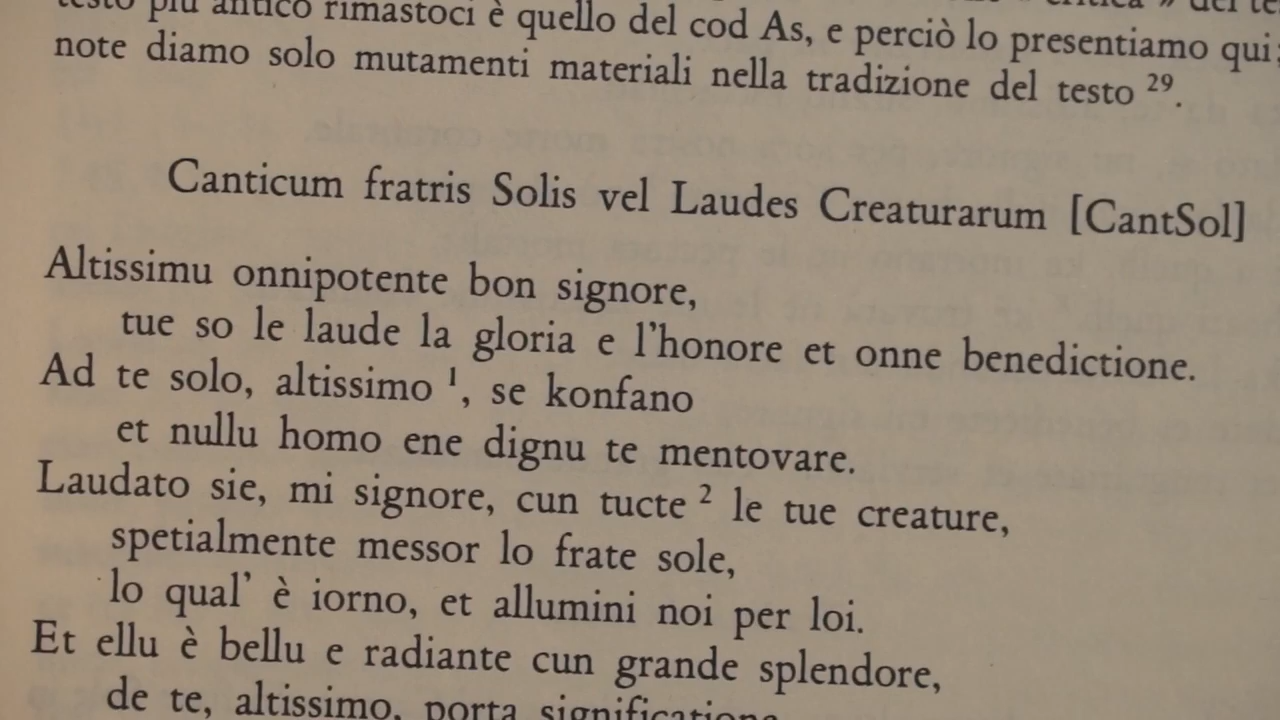 testo più antico rimastoci è quello del cod As, e perciò lo presentiamo qui;
note diamo solo mutamenti materiali nella tradizione del testo 29.
Canticum fratris Solis vel Laudes Creaturarum [CantSol]
Altissimu onnipotente bon signore,
tue so le laude la gloria e l'honore et onne benedictione.
Ad te solo, altissimo 1, se konfano
et nullu homo ene dignu te mentovare.
Laudato sie, mi signore, cun tucte 2 le tue creature,
spetialmente messor lo frate sole,
lo qual' è iorno, et allumini noi per loi.
Et ellu è bellu e radiante cun grande splendore,
de te, altissimo, porta significatione.